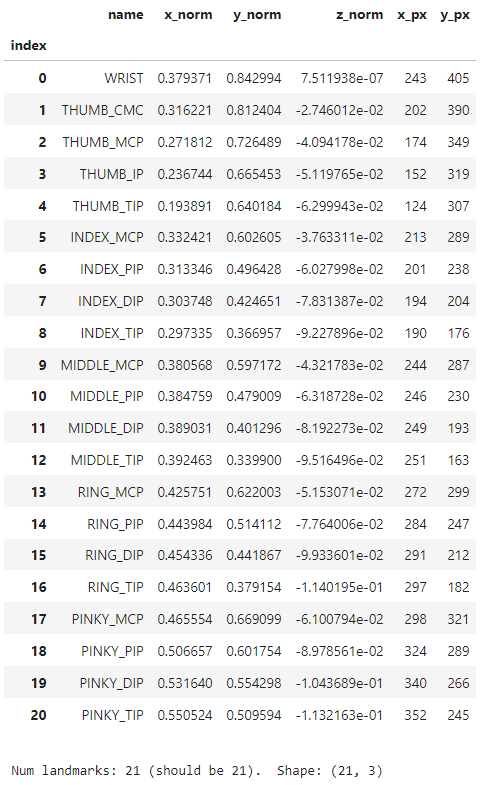 name x_norm y_norm z_norm x_px y_px
index
0 WRIST 0.379371 0.842994 7.511938e-07 243 405
1 THUMB_CMC 0.316221 0.812404 -2.746012e-02 202 390
2 THUMB_MCP 0.271812 0.726489 -4.094178e-02 174 349
3 THUMB_IP 0.236744 0.665453 -5.119765e-02 152 319
4 THUMB_TIP 0.193891 0.640184 -6.299943e-02 124 307
5 INDEX_MCP 0.332421 0.602605 -3.763311e-02 213 289
6 INDEX_PIP 0.313346 0.496428 -6.027998e-02 201 238
7 INDEX_DIP 0.303748 0.424651 -7.831387e-02 194 204
8 INDEX_TIP 0.297335 0.366957 -9.227896e-02 190 176
9 MIDDLE_MCP 0.380568 0.597172 -4.321783e-02 244 287
10 MIDDLE_PIP 0.384759 0.479009 -6.318728e-02 246 230
11 MIDDLE_DIP 0.389031 0.401296 -8.192273e-02 249 193
12 MIDDLE_TIP 0.392463 0.339900 -9.516496e-02 251 163
13 RING_MCP 0.425751 0.622003 -5.153071e-02 272 299
14 RING_PIP 0.443984 0.514112 -7.764006e-02 284 247
15 RING_DIP 0.454336 0.441867 -9.933601e-02 291 212
16 RING_TIP 0.463601 0.379154 -1.140195e-01 297 182
17 PINKY_MCP 0.465554 0.669099 -6.100794e-02 298 321
18 PINKY_PIP 0.506657 0.601754 -8.978561e-02 324 289
19 PINKY_DIP 0.531640 0.554298 -1.043689e-01 340 266
20 PINKY_TIP 0.550524 0.509594 -1.132163e-01 352 245
Num landmarks: 21 (should be 21).  Shape: (21, 3)